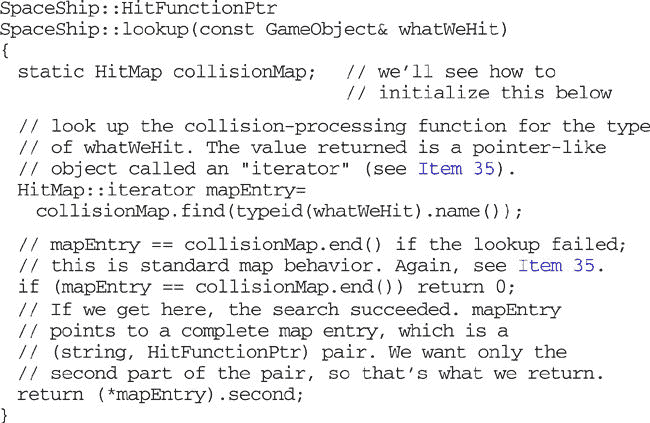 SpaceShip::HitFunctionPtr
SpaceShip::lookup(const GameObject& whatWeHit)
{
  static HitMap collisionMap;   // we'll see how to
                                // initialize this below
  // look up the collision-processing function for the type
  // of whatWeHit. The value returned is a pointer-like
  // object called an "iterator" (see Item 35).
  HitMap::iterator mapEntry=
    collisionMap.find(typeid(whatWeHit).name());
  // mapEntry == collisionMap.end() if the lookup failed;
  // this is standard map behavior. Again, see Item 35.
  if (mapEntry == collisionMap.end()) return 0;
  // If we get here, the search succeeded. mapEntry
  // points to a complete map entry, which is a
  // (string, HitFunctionPtr) pair. We want only the
  // second part of the pair, so that's what we return.
  return (*mapEntry).second;
}